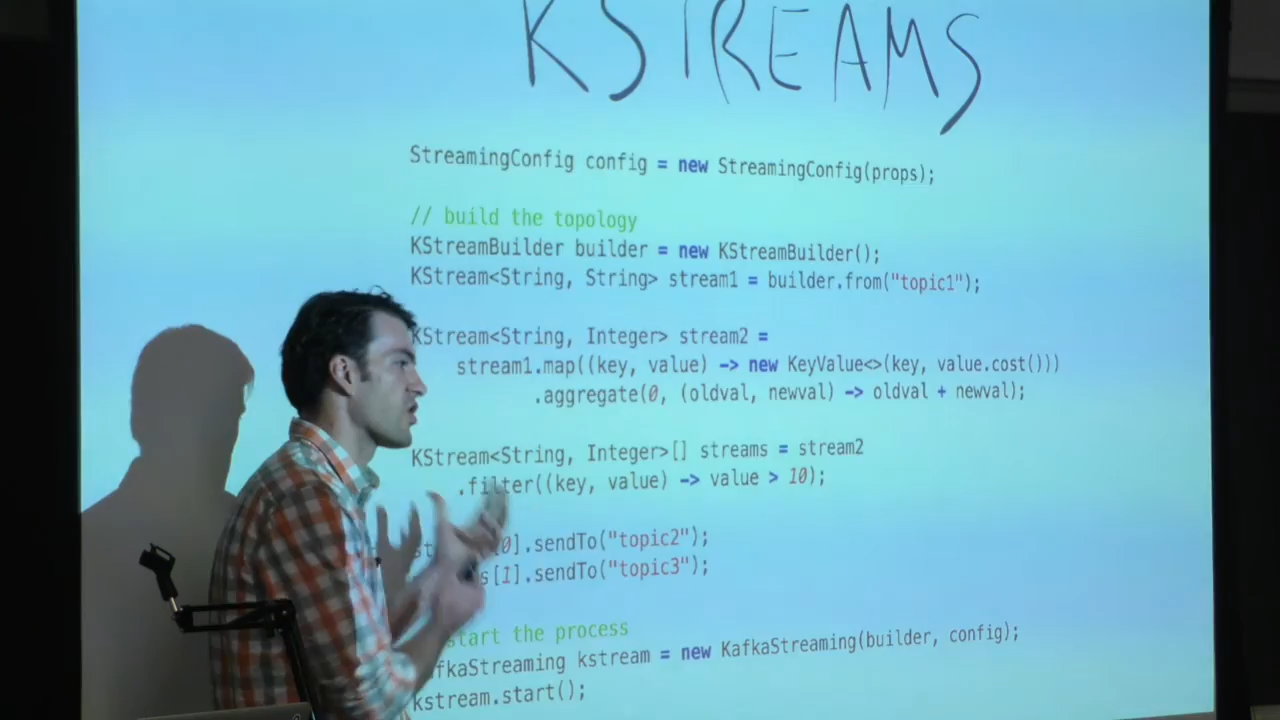 KSTREAMS
StreamingConfig config = new StreamingConfig(props);
// build the topology
KStreamBuilder builder = new KStreamBuilder();
KStream<String, String> stream1 = builder.from("topic1");
KStream<String, Integer> stream2 =
stream1.map((key, value) -> new KeyValue<>(key, value.cost()))
.aggregate(0, (oldval, newval) -> oldval + newval);
KStream<String, Integer>[] streams = stream2
.filter((key, value) -> value > 10);
0].sendTo("topic2");
s[1].sendTo("topic3");
start the process
fkaStreaming kstream = new KafkaStreaming(builder, config);
kstream.start();